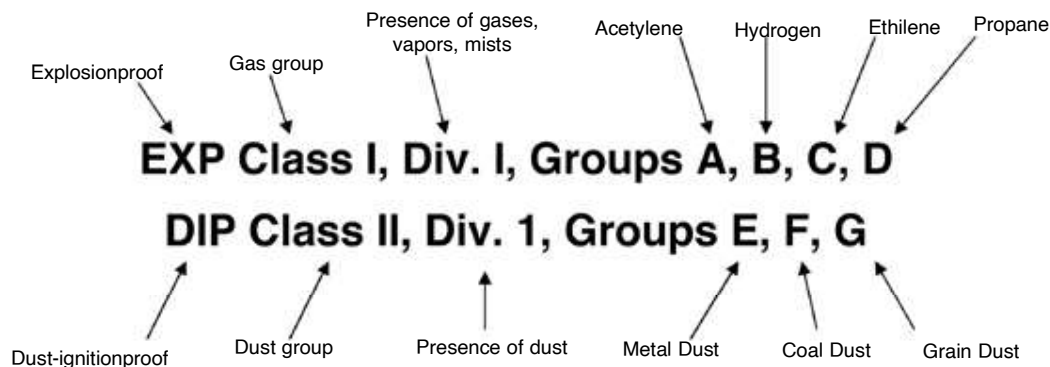 Presence of gases,
vapors, mists
Acetylene
Hydrogen
Ethilene
Propane
Explosionproof
Gas group
EXP Class I, Div. I, Groups A, B, C, D
DIP Class II, Div. 1, Groups E, F, G
Dust-ignitionproof
Dust group
Presence of dust
Metal Dust
Coal Dust
Grain Dust